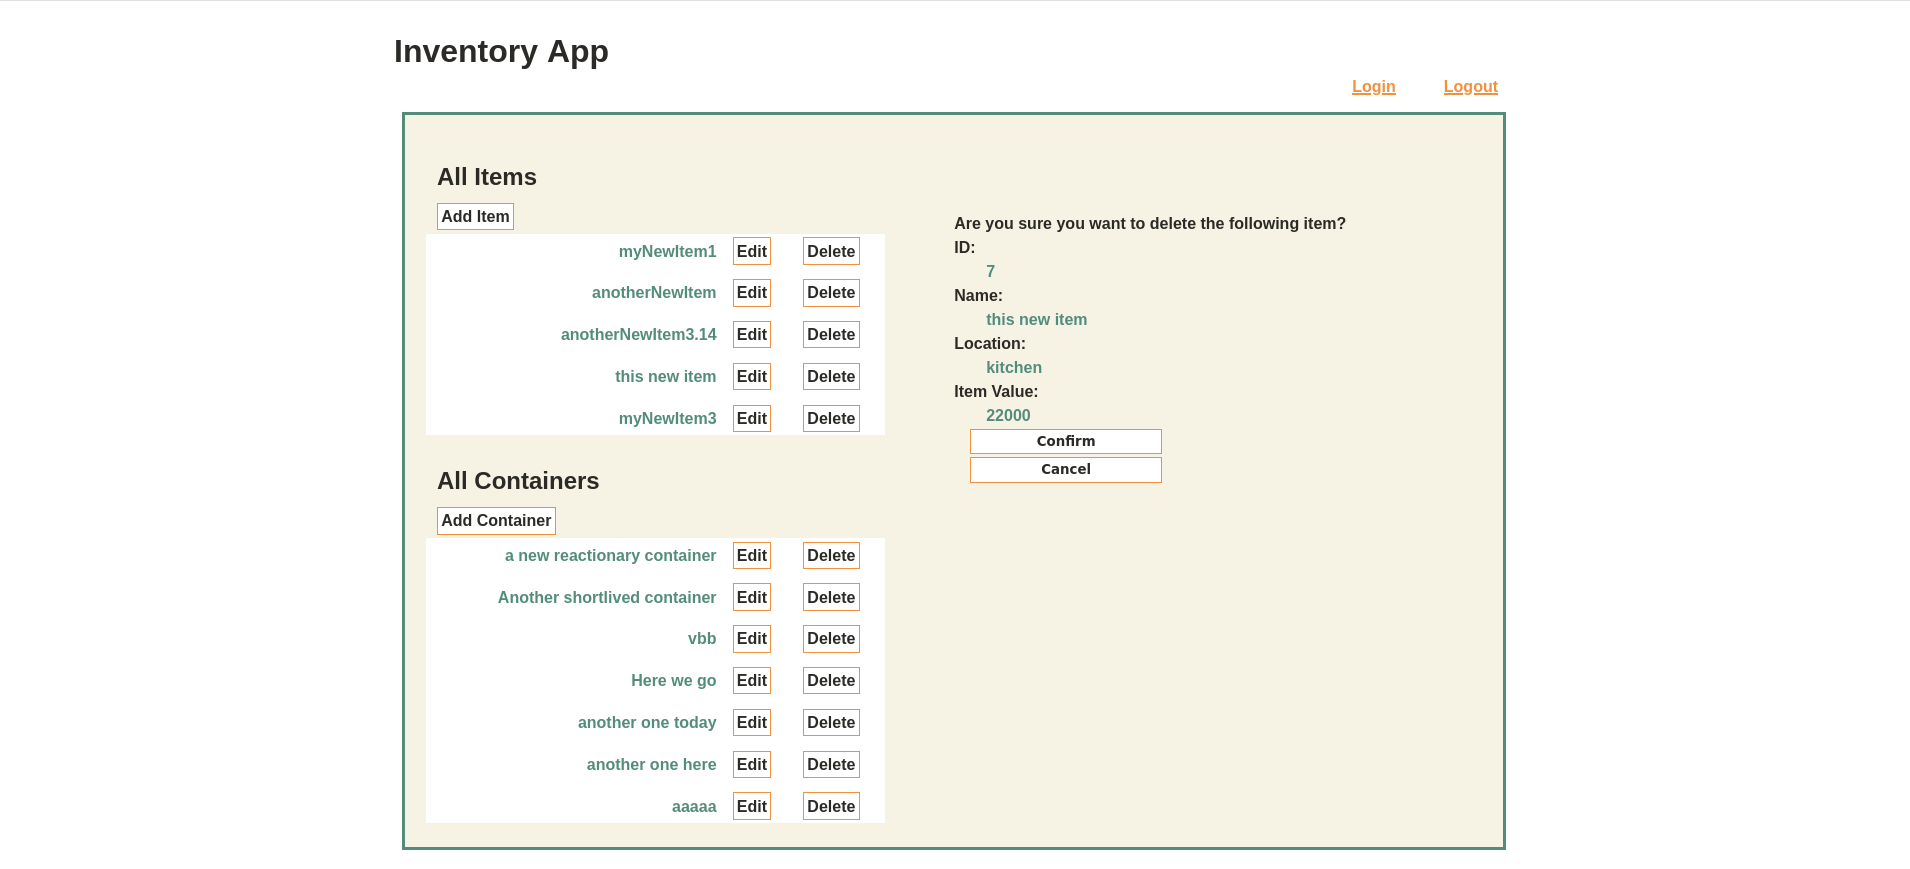 Inventory App
Login Logout
All Items
Add Item
myNewItem1 Edit Delete
anotherNewItem Edit Delete
anotherNewItem3.14 Edit Delete
this new item Edit Delete
myNewItem3 Edit Delete
All Containers
Add Container
a new reactionary container Edit Delete
Another shortlived container Edit Delete
vbb Edit Delete
Here we go Edit Delete
another one today Edit Delete
another one here Edit Delete
aaaaa Edit Delete
Are you sure you want to delete the following item?
ID:
7
Name:
this new item
Location:
kitchen
Item Value:
22000
Confirm
Cancel